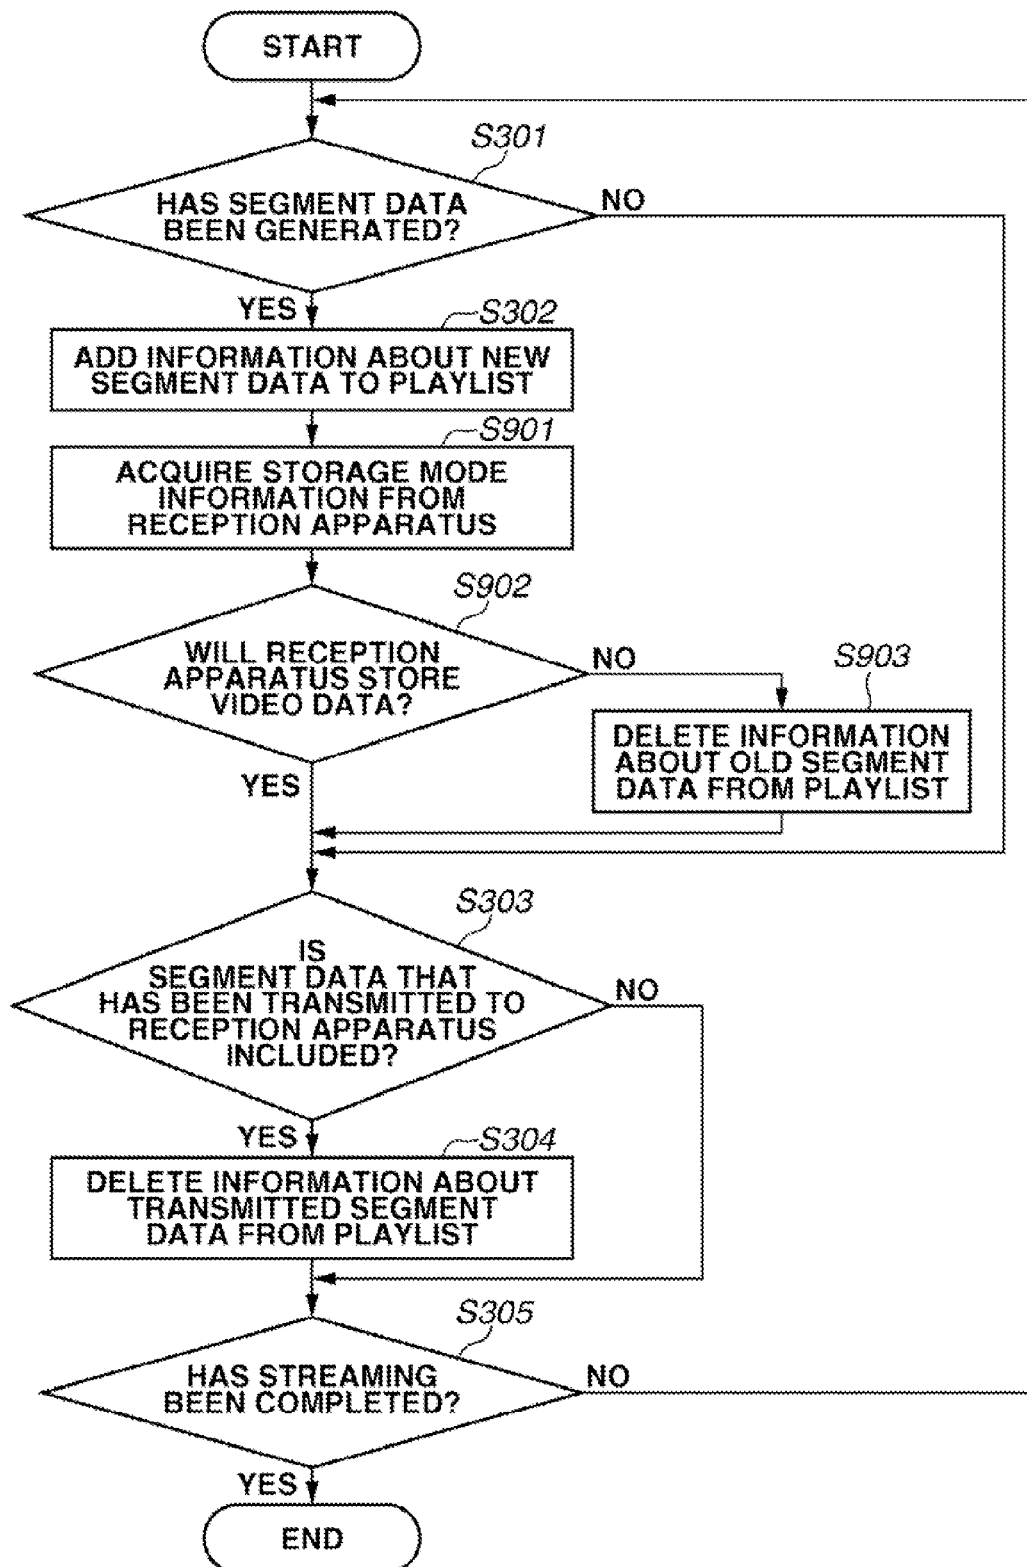 START
S301
HAS SEGMENT DATA
BEEN GENERATED?
NO
YES
S302
ADD INFORMATION ABOUT NEW
SEGMENT DATA TO PLAYLIST
S901
ACQUIRE STORAGE MODE
INFORMATION FROM
RECEPTION APPARATUS
S902
WILL RECEPTION
APPARATUS STORE
VIDEO DATA?
NO
S903
DELETE INFORMATION
ABOUT OLD SEGMENT
DATA FROM PLAYLIST
YES
S303
IS
SEGMENT DATA THAT
HAS BEEN TRANSMITTED TO
RECEPTION APPARATUS
INCLUDED?
NO
YES
S304
DELETE INFORMATION ABOUT
TRANSMITTED SEGMENT
DATA FROM PLAYLIST
S305
HAS STREAMING
BEEN COMPLETED?
NO
YES
END